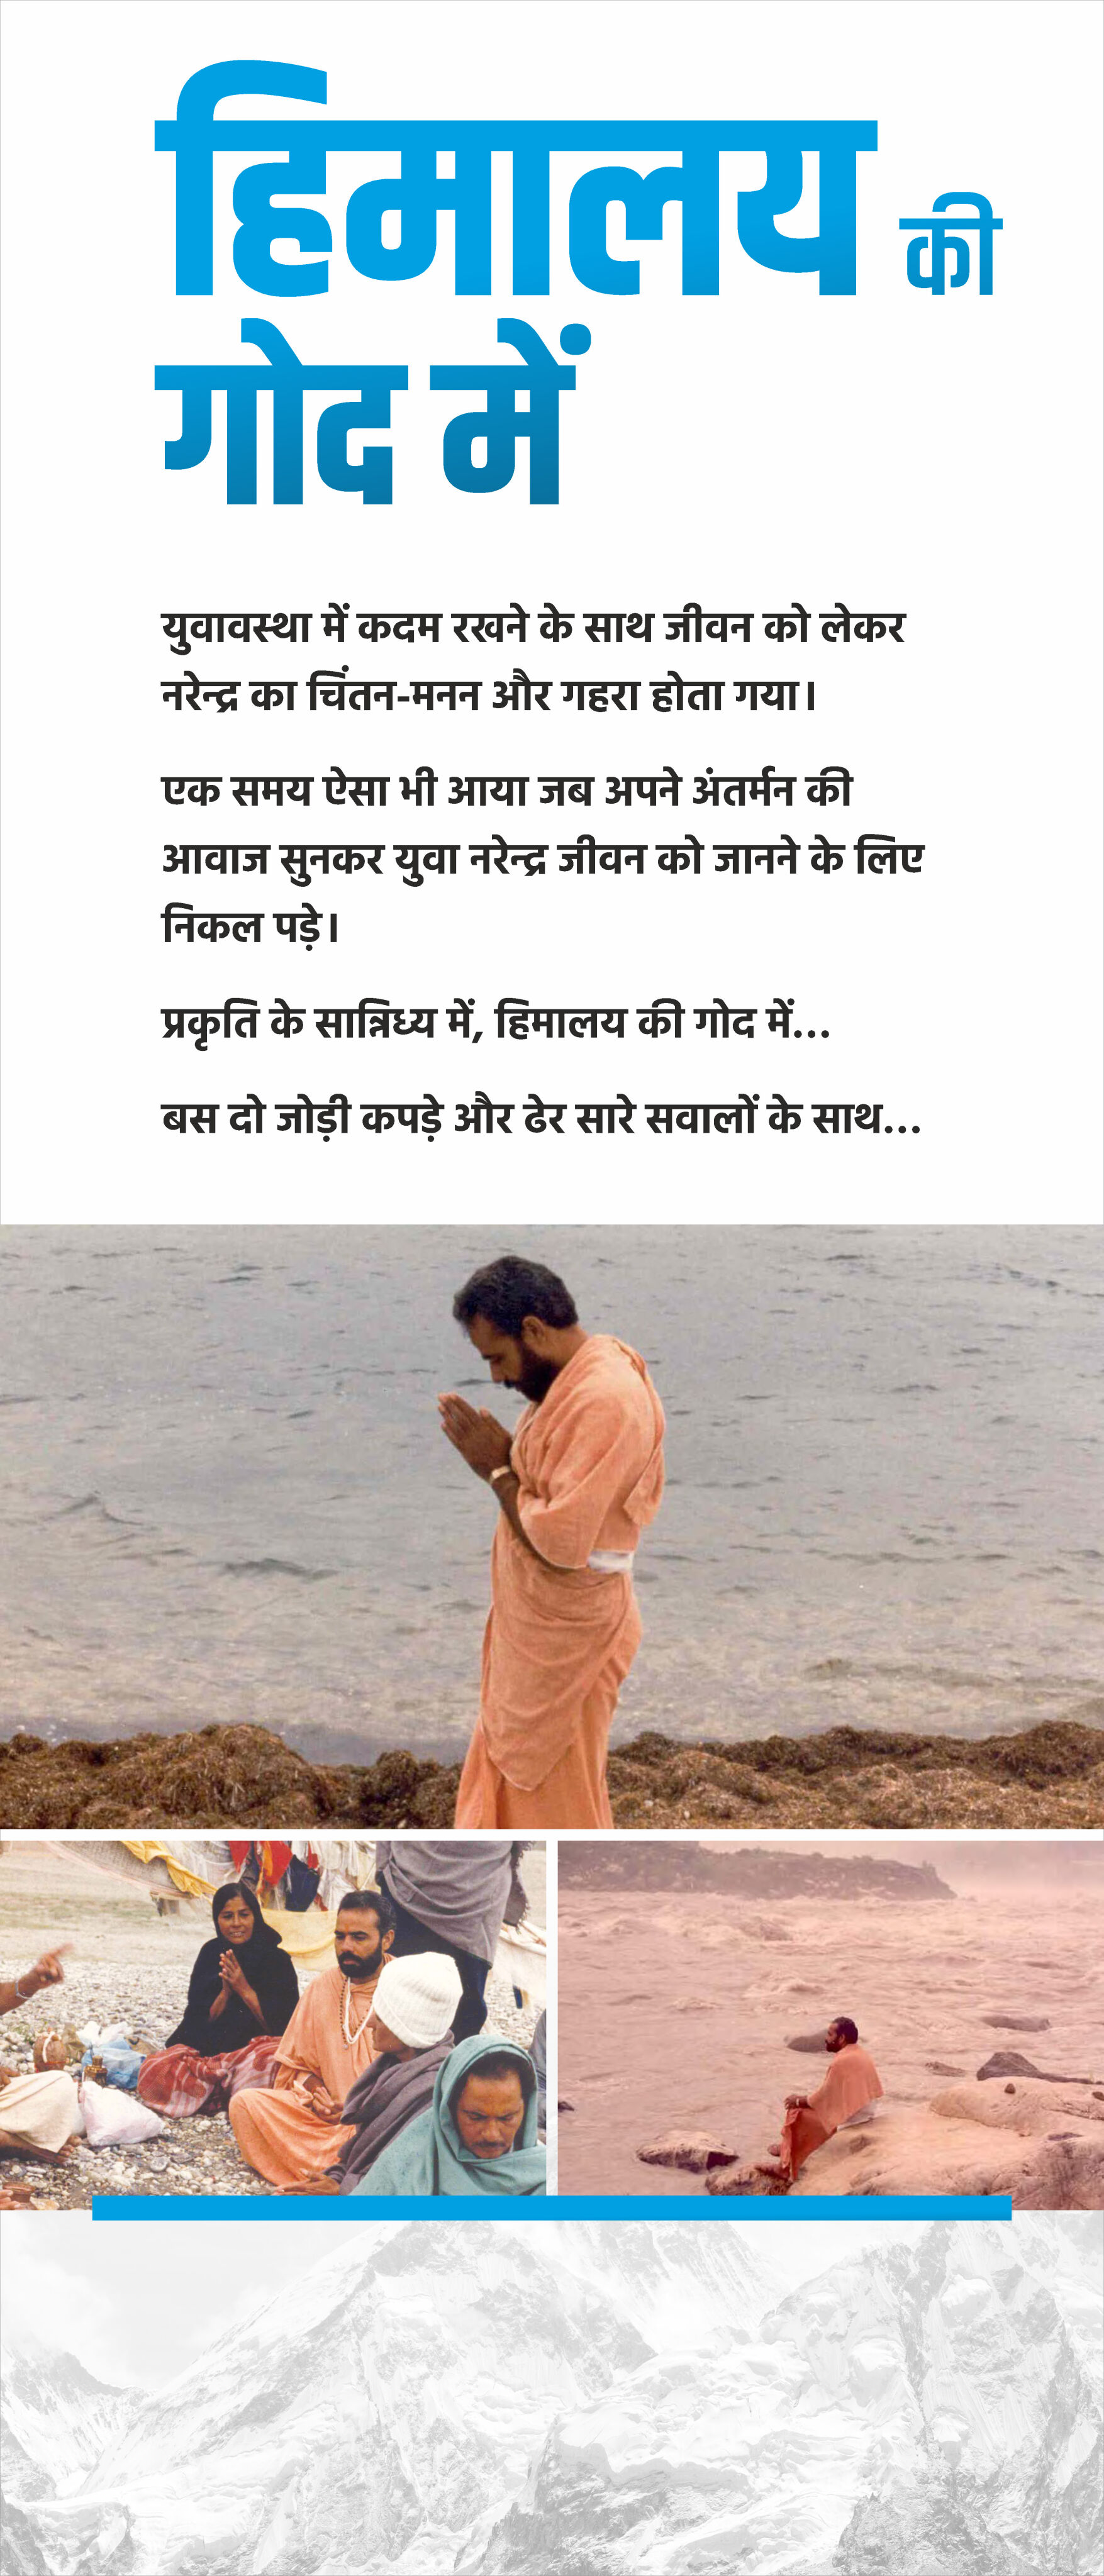 हिमालय की
गोद में
युवावस्था में कदम रखने के साथ जीवन को लेकर
नरेन्द्र का चिंतन-मनन और गहरा होता गया।
एक समय ऐसा भी आया जब अपने अंतर्मन की
आवाज सुनकर युवा नरेन्द्र जीवन को जानने के लिए
निकल पड़े।
प्रकृति के सान्निध्य में, हिमालय की गोद में...
बस दो जोड़ी कपड़े और ढेर सारे सवालों के साथ...